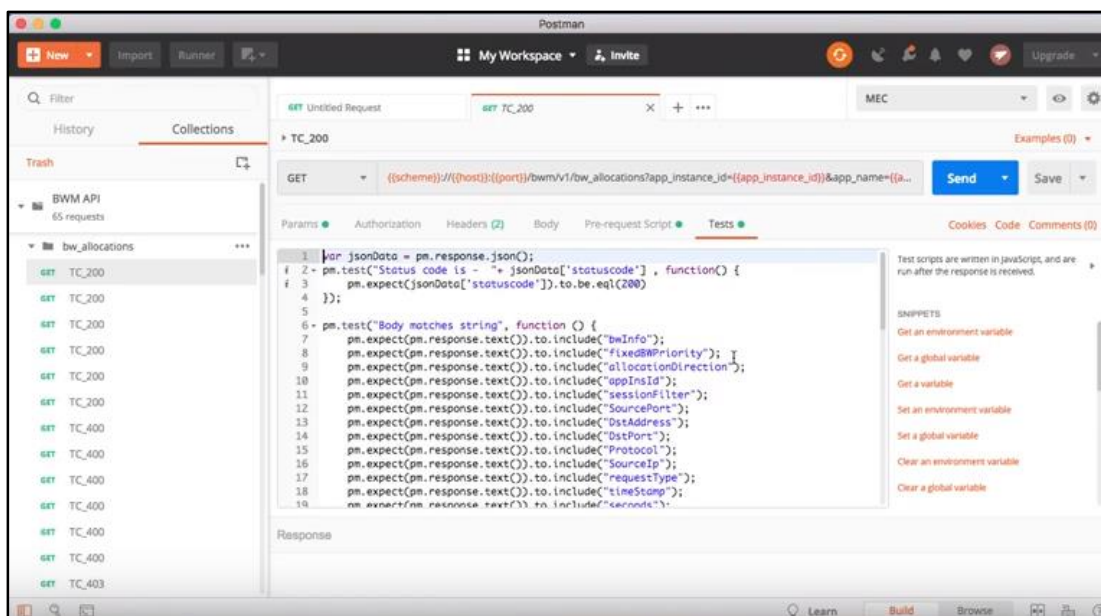 Postman
New Import Runner My Workspace Invite Upgrade
Filter
History Collections
Trash
BWM API
65 requests
bw_allocations
GET TC_200
GET TC_200
GET TC_200
GET TC_200
GET TC_200
GET TC_200
GET TC_400
GET TC_400
GET TC_400
GET TC_400
GET TC_400
GET TC_400
GET TC_403
GET Untitled Request GET TC_200 MEC
TC_200 Examples (0)
GET {{scheme}}://{{host}}:{{port}}/bwm/v1/bw_allocations?app_instance_id={{app_instance_id}}&app_name={{a... Send Save
Params Authorization Headers (2) Body Pre-request Script Tests Cookies Code Comments (0)
1 var jsonData = pm.response.json();
2 pm.test("Status code is - "+ jsonData['statuscode'] , function() {
3 pm.expect(jsonData['statuscode']).to.be.eql(200)
4 });
5
6 pm.test("Body matches string", function () {
7 pm.expect(pm.response.text()).to.include("bwInfo");
8 pm.expect(pm.response.text()).to.include("fixedBWPriority");
9 pm.expect(pm.response.text()).to.include("allocationDirection");
10 pm.expect(pm.response.text()).to.include("appInsId");
11 pm.expect(pm.response.text()).to.include("sessionFilter");
12 pm.expect(pm.response.text()).to.include("SourcePort");
13 pm.expect(pm.response.text()).to.include("DstAddress");
14 pm.expect(pm.response.text()).to.include("DstPort");
15 pm.expect(pm.response.text()).to.include("Protocol");
16 pm.expect(pm.response.text()).to.include("SourceIp");
17 pm.expect(pm.response.text()).to.include("requestType");
18 pm.expect(pm.response.text()).to.include("timeStamp");
19 pm.expect(pm.response.text()).to.include("seconds");
Test scripts are written in JavaScript, and are
run after the response is received.
SNIPPETS
Get an environment variable
Get a global variable
Get a variable
Set an environment variable
Set a global variable
Clear an environment variable
Clear a global variable
Response
Learn Build Browse